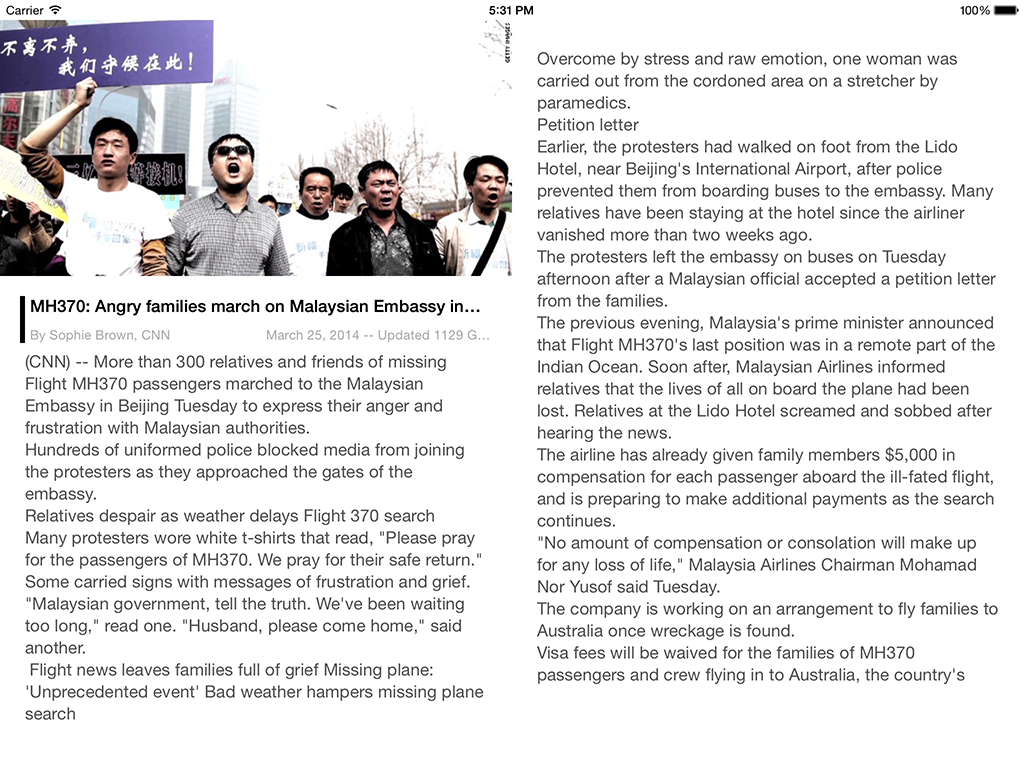 Carrier
5:31 PM
100%
不离不弃,
我们守候在此!
GETTY IMAGES
MH370: Angry families march on Malaysian Embassy in…
By Sophie Brown, CNN
March 25, 2014 -- Updated 1129 G…
(CNN) -- More than 300 relatives and friends of missing
Flight MH370 passengers marched to the Malaysian
Embassy in Beijing Tuesday to express their anger and
frustration with Malaysian authorities.
Hundreds of uniformed police blocked media from joining
the protesters as they approached the gates of the
embassy.
Relatives despair as weather delays Flight 370 search
Many protesters wore white t-shirts that read, "Please pray
for the passengers of MH370. We pray for their safe return."
Some carried signs with messages of frustration and grief.
"Malaysian government, tell the truth. We've been waiting
too long," read one. "Husband, please come home," said
another.
Flight news leaves families full of grief Missing plane:
'Unprecedented event' Bad weather hampers missing plane
search
Overcome by stress and raw emotion, one woman was
carried out from the cordoned area on a stretcher by
paramedics.
Petition letter
Earlier, the protesters had walked on foot from the Lido
Hotel, near Beijing's International Airport, after police
prevented them from boarding buses to the embassy. Many
relatives have been staying at the hotel since the airliner
vanished more than two weeks ago.
The protesters left the embassy on buses on Tuesday
afternoon after a Malaysian official accepted a petition letter
from the families.
The previous evening, Malaysia's prime minister announced
that Flight MH370's last position was in a remote part of the
Indian Ocean. Soon after, Malaysian Airlines informed
relatives that the lives of all on board the plane had been
lost. Relatives at the Lido Hotel screamed and sobbed after
hearing the news.
The airline has already given family members $5,000 in
compensation for each passenger aboard the ill-fated flight,
and is preparing to make additional payments as the search
continues.
"No amount of compensation or consolation will make up
for any loss of life," Malaysia Airlines Chairman Mohamad
Nor Yusof said Tuesday.
The company is working on an arrangement to fly families to
Australia once wreckage is found.
Visa fees will be waived for the families of MH370
passengers and crew flying in to Australia, the country's